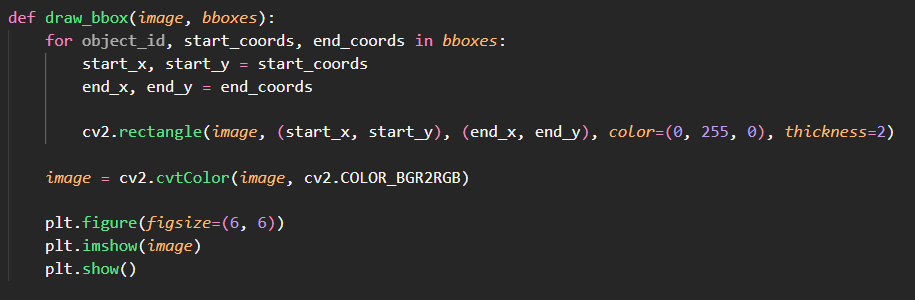 def draw_bbox(image, bboxes):
    for object_id, start_coords, end_coords in bboxes:
        start_x, start_y = start_coords
        end_x, end_y = end_coords

        cv2.rectangle(image, (start_x, start_y), (end_x, end_y), color=(0, 255, 0), thickness=2)

    image = cv2.cvtColor(image, cv2.COLOR_BGR2RGB)

    plt.figure(figsize=(6, 6))
    plt.imshow(image)
    plt.show()